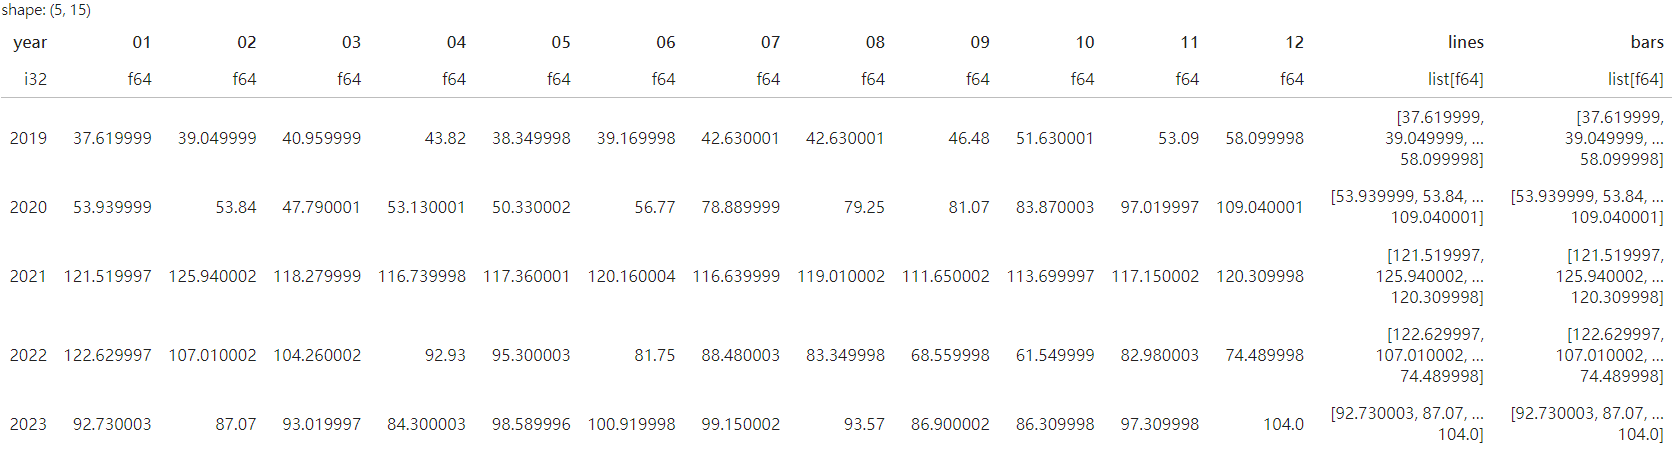 shape: (5, 15)
year 01 02 03 04 05 06 07 08 09 10 11 12 lines bars
i32 f64 f64 f64 f64 f64 f64 f64 f64 f64 f64 f64 f64 list[f64] list[f64]
[37.619999, [37.619999,
2019 37.619999 39.049999 40.959999 43.82 38.349998 39.169998 42.630001 42.630001 46.48 51.630001 53.09 58.099998 39.049999, ... 39.049999, ...
58.099998] 58.099998]
[53.939999, 53.84, ... [53.939999, 53.84, ...
2020 53.939999 53.84 47.790001 53.130001 50.330002 56.77 78.889999 79.25 81.07 83.870003 97.019997 109.040001
109.040001] 109.040001]
[121.519997, [121.519997,
2021 121.519997 125.940002 118.279999 116.739998 117.360001 120.160004 116.639999 119.010002 111.650002 113.699997 117.150002 120.309998 125.940002, ... 125.940002, ...
120.309998] 120.309998]
[122.629997, [122.629997,
2022 122.629997 107.010002 104.260002 92.93 95.300003 81.75 88.480003 83.349998 68.559998 61.549999 82.980003 74.489998 107.010002, ... 107.010002, ...
74.489998] 74.489998]
[92.730003, 87.07, ... [92.730003, 87.07, ...
2023 92.730003 87.07 93.019997 84.300003 98.589996 100.919998 99.150002 93.57 86.900002 86.309998 97.309998 104.0
104.0] 104.0]